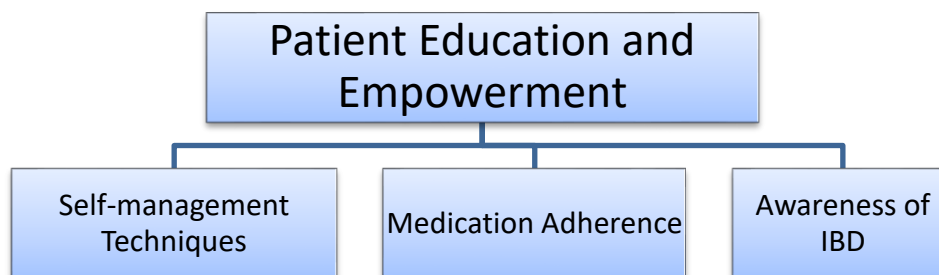 Patient Education and
Empowerment
Self-management
Techniques
Medication Adherence
Awareness of
IBD